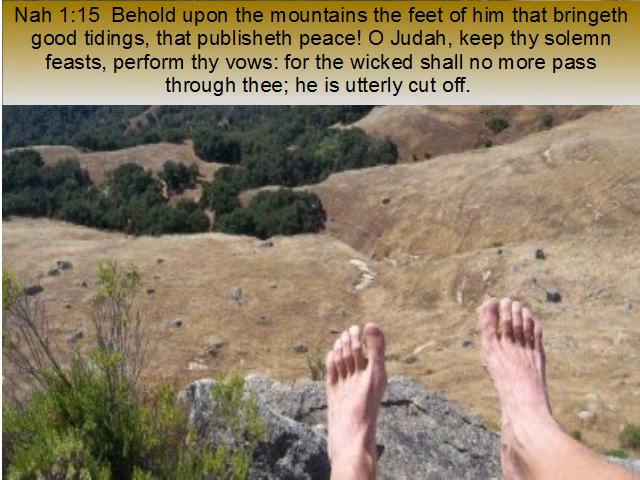 Nah 1:15  Behold upon the mountains the feet of him that bringeth
good tidings, that publisheth peace! O Judah, keep thy solemn
feasts, perform thy vows: for the wicked shall no more pass
through thee; he is utterly cut off.